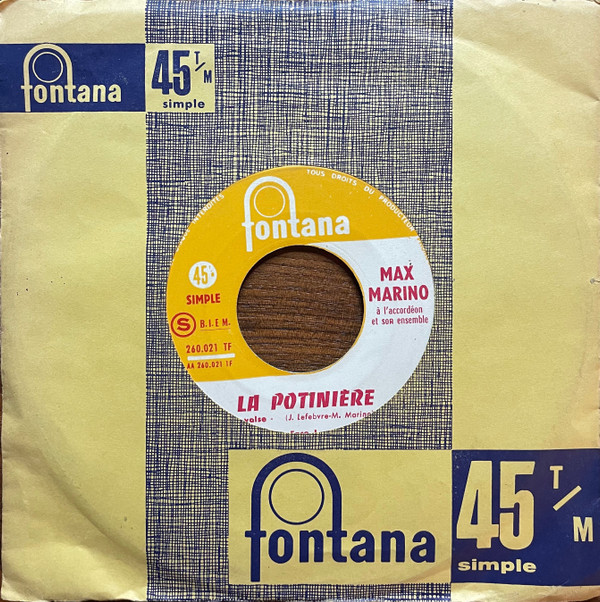 fontana
45 T/M
simple
TOUS DROITS DU PRODUCTEUR
fontana
45
SIMPLE
MAX
MARINO
à l'accordéon
et son ensemble
S B.I.E.M.
260.021 TF
AA 260.021 1F
LA POTINIÈRE
valse - (J. Lefebvre-M. Marino
fontana
45 T/M
simple